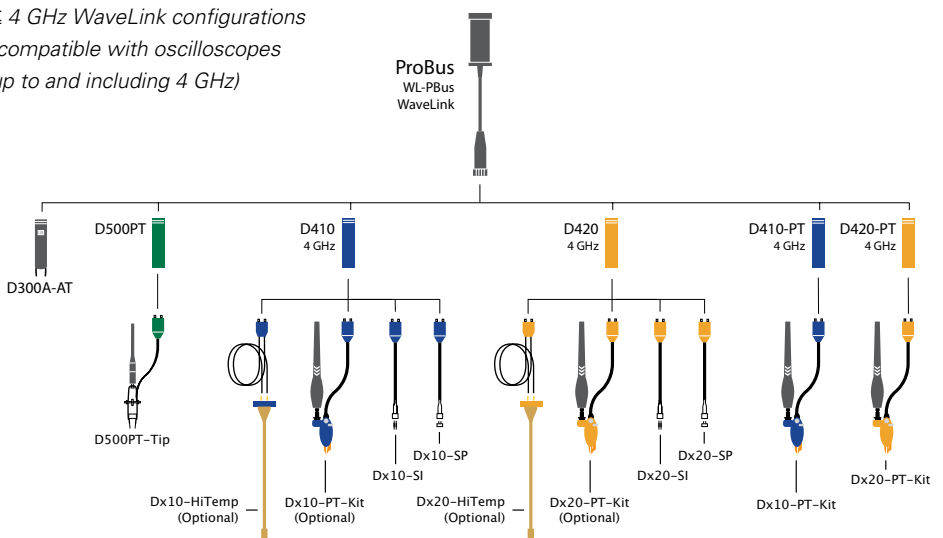 ≤ 4 GHz WaveLink configurations
compatible with oscilloscopes
up to and including 4 GHz)
ProBus
WL-PBus
WaveLink
D300A-AT
D500PT
D410
4 GHz
D420
4 GHz
D410-PT
4 GHz
D420-PT
4 GHz
D500PT-Tip
Dx10-HiTemp
(Optional)
Dx10-PT-Kit
(Optional)
Dx10-SI
Dx10-SP
Dx20-HiTemp
(Optional)
Dx20-PT-Kit
(Optional)
Dx20-SI
Dx20-SP
Dx10-PT-Kit
Dx20-PT-Kit